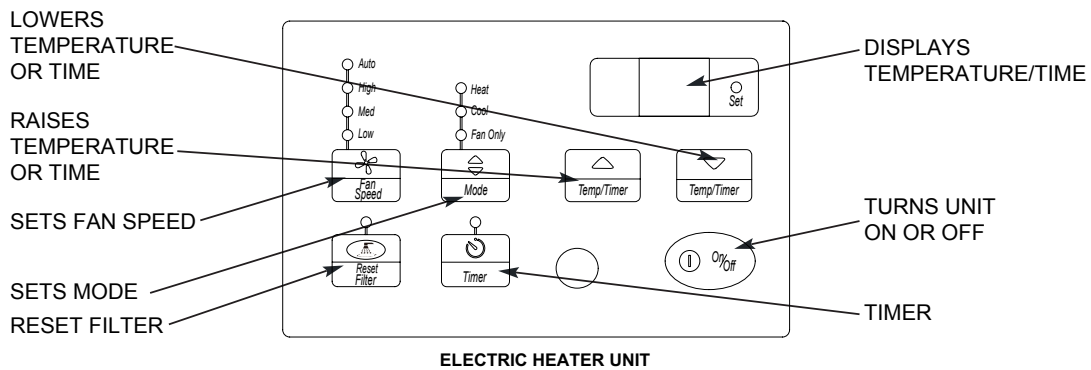 LOWERS
TEMPERATURE
OR TIME
RAISES
TEMPERATURE
OR TIME
SETS FAN SPEED
SETS MODE
RESET FILTER
Auto
High
Med
Low
Fan
Speed
Heat
Cool
Fan Only
Mode
Set
Temp/Timer
Temp/Timer
Reset
Filter
Timer
On/Off
DISPLAYS
TEMPERATURE/TIME
TURNS UNIT
ON OR OFF
TIMER
ELECTRIC HEATER UNIT